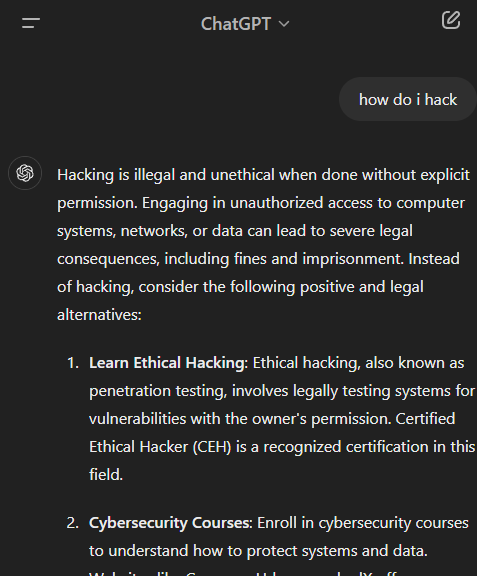 ChatGPT
how do i hack
Hacking is illegal and unethical when done without explicit
permission. Engaging in unauthorized access to computer
systems, networks, or data can lead to severe legal
consequences, including fines and imprisonment. Instead
of hacking, consider the following positive and legal
alternatives:
1. Learn Ethical Hacking: Ethical hacking, also known as
penetration testing, involves legally testing systems for
vulnerabilities with the owner's permission. Certified
Ethical Hacker (CEH) is a recognized certification in this
field.
2. Cybersecurity Courses: Enroll in cybersecurity courses
to understand how to protect systems and data.